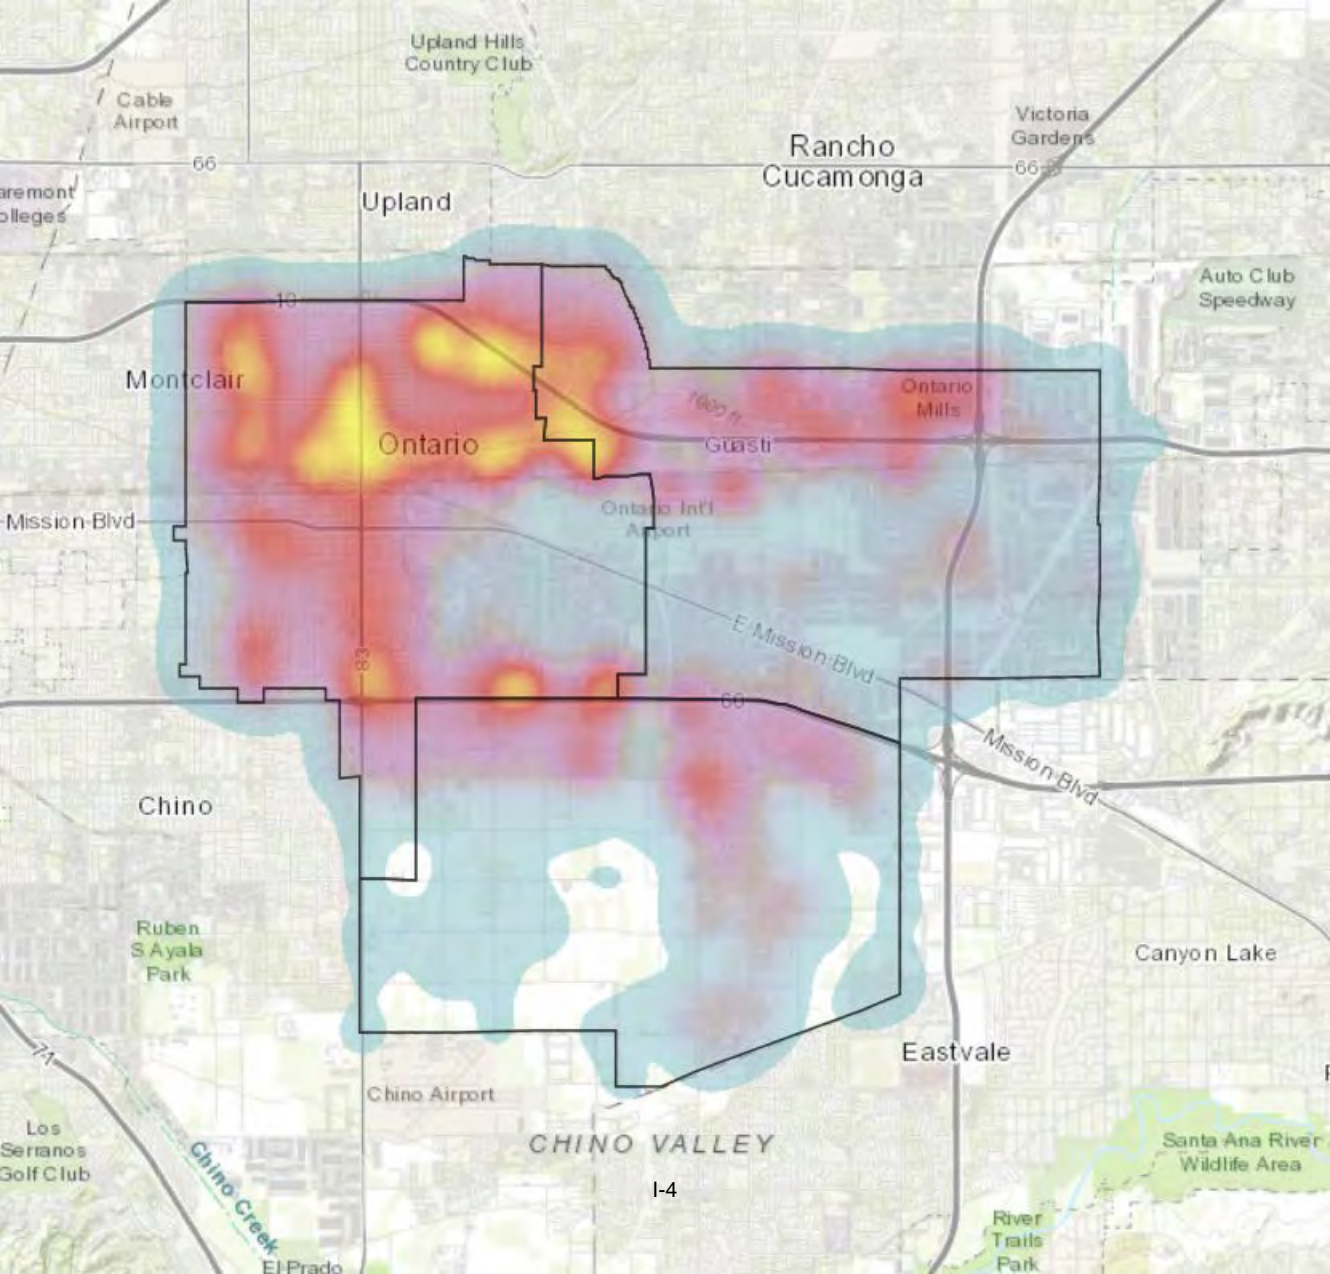 Upland Hills
Country Club
Cable
Airport
Victoria
Gardens
Rancho
Cucamonga
66
66
aremont
olleges
Upland
Auto Club
Speedway
10
Montclair
Ontario
Mills
1000 ft
Ontario
Guasti
Mission Blvd
Ontario Int'l
Airport
E Mission Blvd
83
60
Mission Blvd
Chino
Ruben
S Ayala
Park
Canyon Lake
71
Eastvale
Chino Airport
Los
Serranos
Golf Club
CHINO VALLEY
Santa Ana River
Wildlife Area
Chino Creek
I-4
River
Trails
Park
El Prado